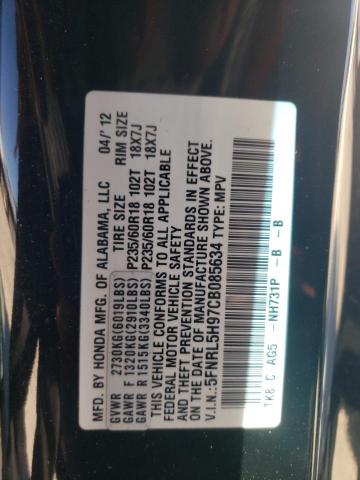 MFD. BY HONDA MFG. OF ALABAMA, LLC 04/'12
TIRE SIZE RIM SIZE
GVWR 2730KG(6019LBS)
GAWR F 1320KG(2910LBS) P235/60R18 102T 18X7J
GAWR R 1515KG(3340LBS) P235/60R18 102T 18X7J
THIS VEHICLE CONFORMS TO ALL APPLICABLE
FEDERAL MOTOR VEHICLE SAFETY
AND THEFT PREVENTION STANDARDS IN EFFECT
ON THE DATE OF MANUFACTURE SHOWN ABOVE.
V.I.N.:5FNRL5H97CB085634 TYPE: MPV
TK8 C AG5 -NH731P -B -B